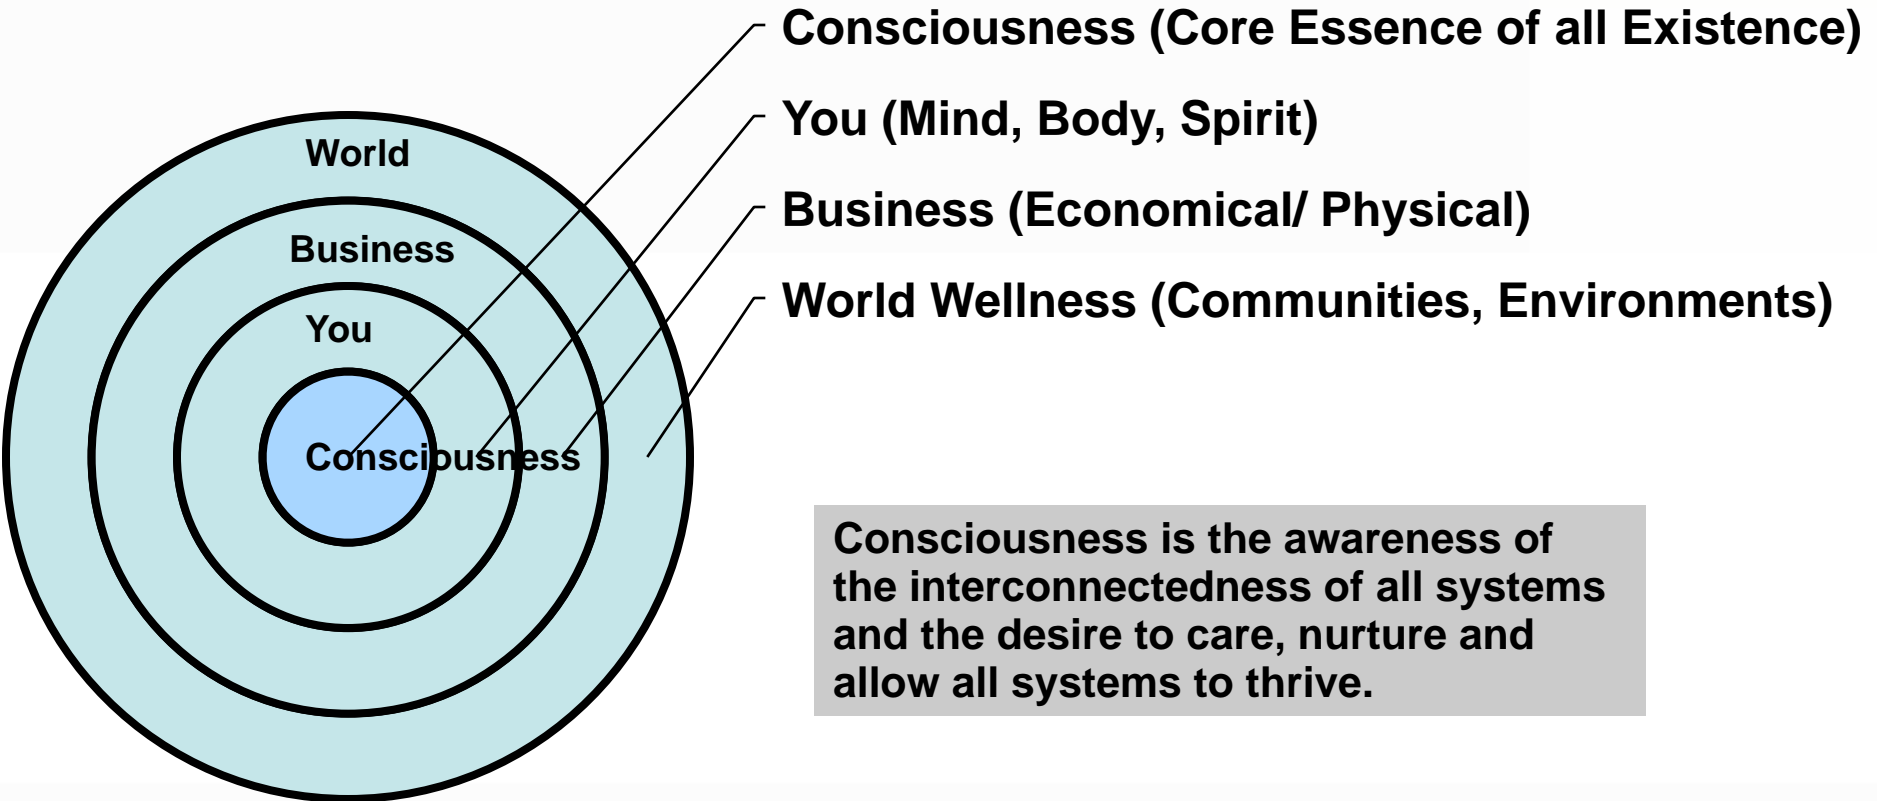 Consciousness (Core Essence of all Existence)
You (Mind, Body, Spirit)
Business (Economical/ Physical)
World Wellness (Communities, Environments)
World
Business
You
Consciousness
Consciousness is the awareness of
the interconnectedness of all systems
and the desire to care, nurture and
allow all systems to thrive.